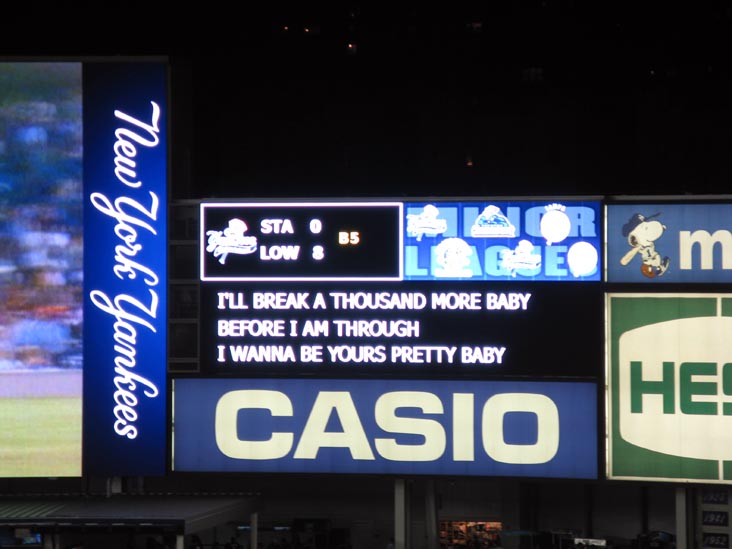 New York Yankees
STA 0
LOW 8
B5
MINOR
LEAGUES
I'LL BREAK A THOUSAND MORE BABY
BEFORE I AM THROUGH
I WANNA BE YOURS PRETTY BABY
CASIO
m
HES